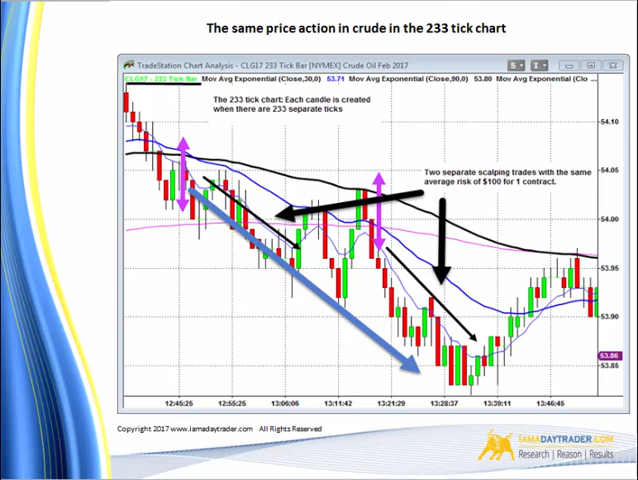 The same price action in crude in the 233 tick chart
TradeStation Chart Analysis - CLG17 233 Tick Bar [NYMEX] Crude Oil Feb 2017
S
I
CLG17 - 233 Tick Bar Mov Avg Exponential (Close,30,0) 53.71 Mov Avg Exponential (Close,90,0) 53.80 Mov Avg Exponential (Clo ...
The 233 tick chart: Each candle is created
when there are 233 separate ticks
54.10
Two separate scalping trades with the same
average risk of $100 for 1 contract.
54.05
54.00
53.95
53.90
53.86
53.85
12:45:25 12:55:25 13:06:06 13:11:42 13:21:29 13:28:37 13:39:11 13:46:45
Copyright 2017 www.iamadaytrader.com All Rights Reserved
IAMADAYTRADER.COM
Research | Reason | Results